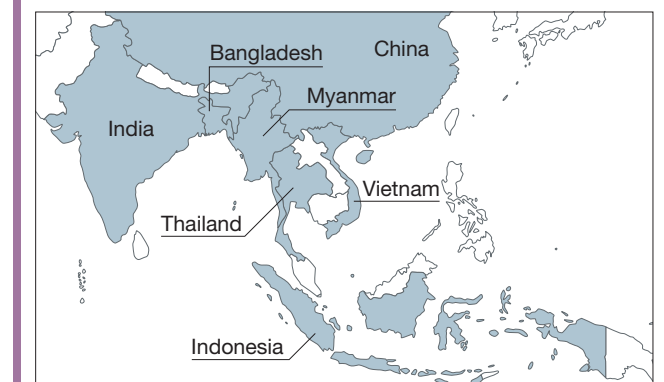 Bangladesh
China
Myanmar
India
Vietnam
Thailand
Indonesia